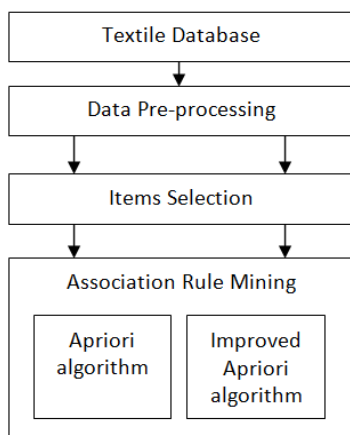 Textile Database
Data Pre-processing
Items Selection
Association Rule Mining
Apriori
algorithm
Improved
Apriori
algorithm